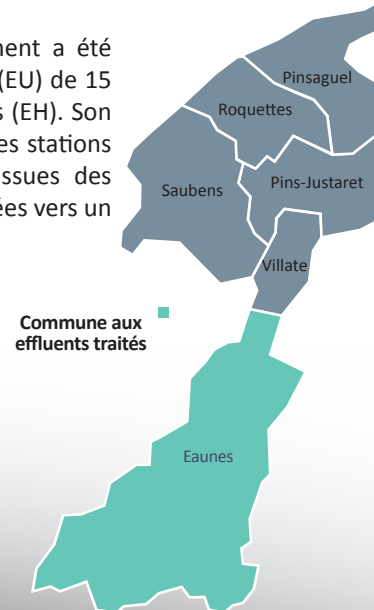 ment a été
(EU) de 15
s (EH). Son
es stations
issues des
ées vers un
Pinsaguel
Roquettes
Saubens
Pins-Justaret
Villate
Commune aux
effluents traités
Eaunes